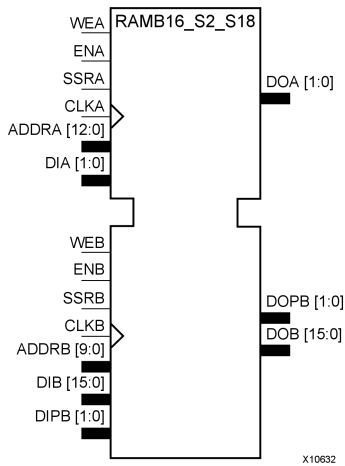 RAMB16_S2_S18
WEA
ENA
SSRA
CLKA
ADDRA [12:0]
DIA [1:0]
DOA [1:0]
WEB
ENB
SSRB
CLKB
ADDRB [9:0]
DIB [15:0]
DIPB [1:0]
DOPB [1:0]
DOB [15:0]
X10632